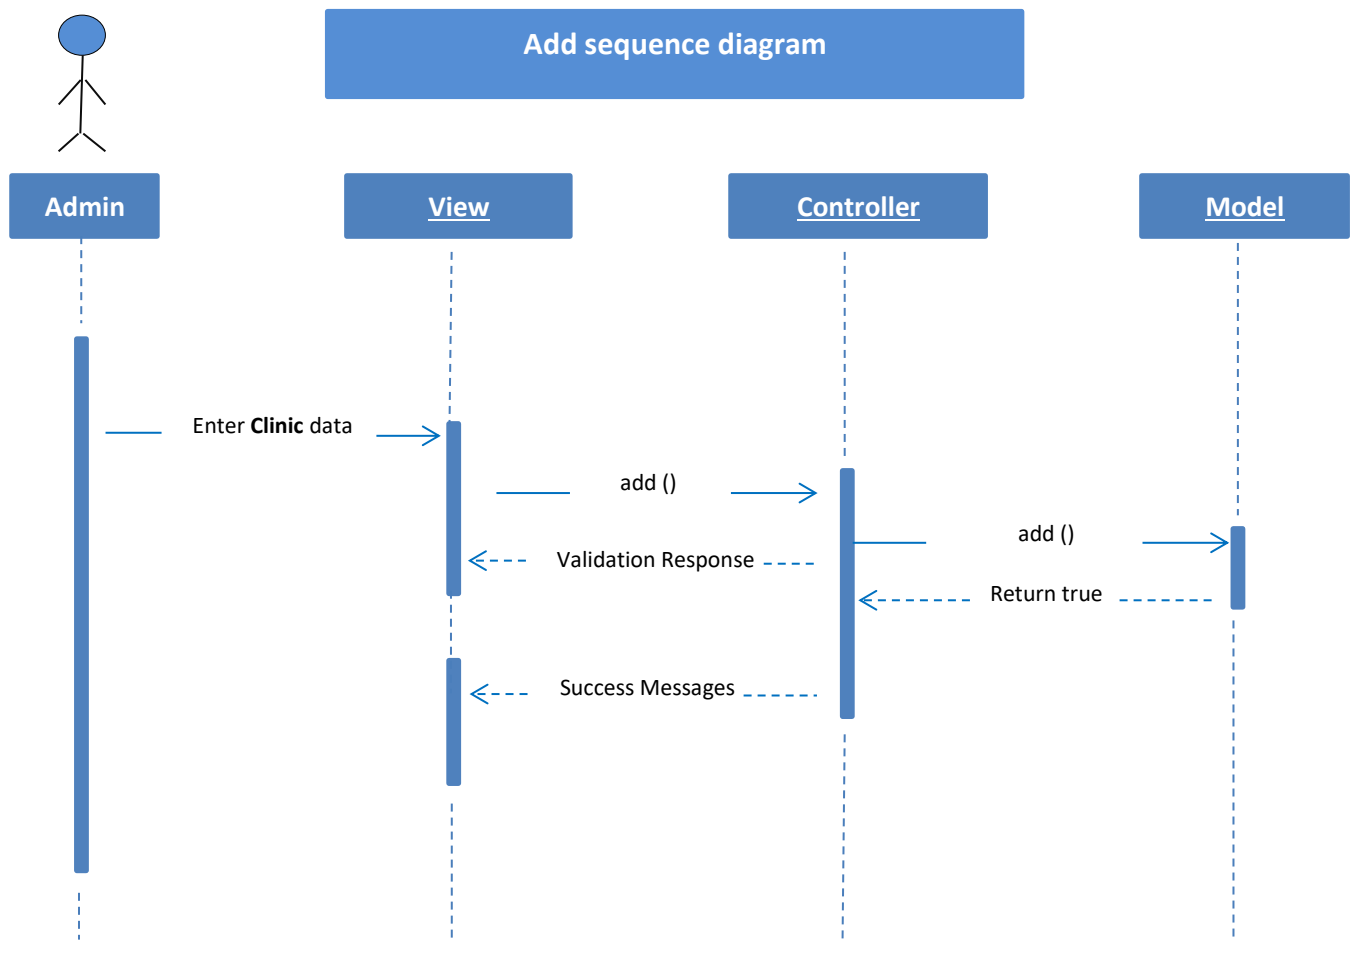 Add sequence diagram
Admin
View
Controller
Model
Enter Clinic data
add ()
add ()
Validation Response
Return true
Success Messages